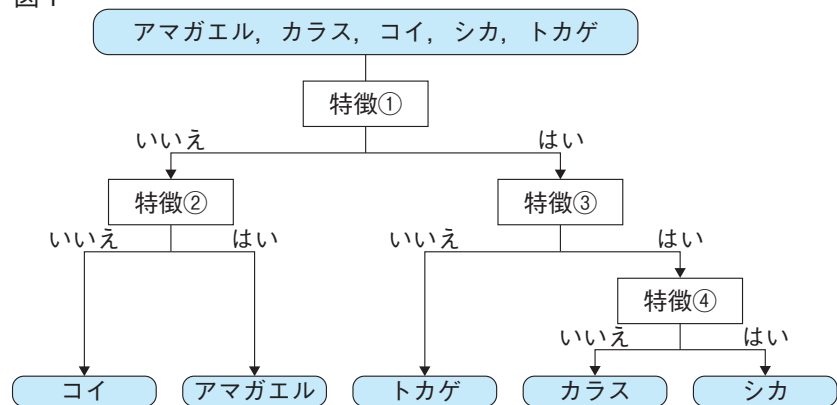 図1
アマガエル，カラス，コイ，シカ，トカゲ
特徴①
いいえ はい
特徴② 特徴③
いいえ はい いいえ はい
特徴④
いいえ はい
コイ アマガエル トカゲ カラス シカ